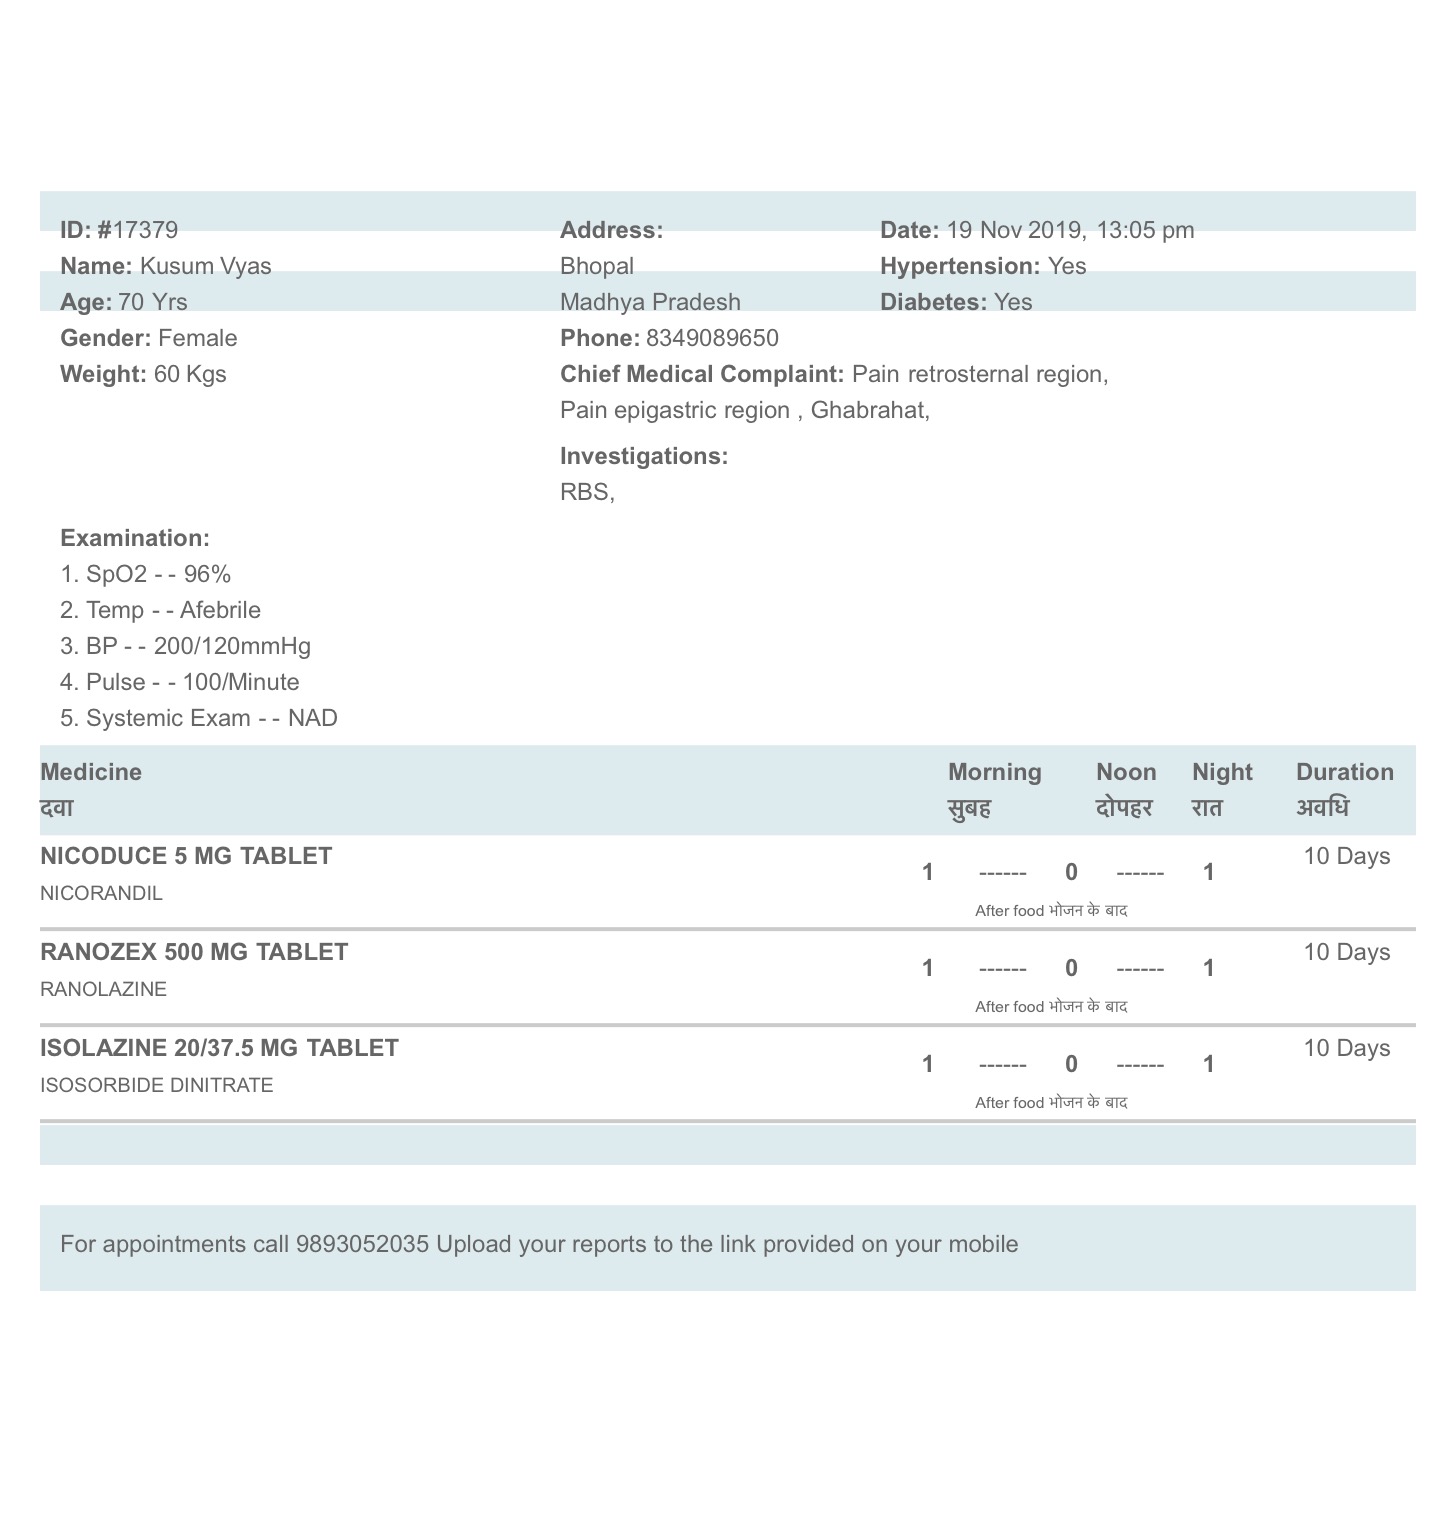 ID: #17379
Name: Kusum Vyas
Age: 70 Yrs
Gender: Female
Weight: 60 Kgs
Address:
Bhopal
Madhya Pradesh
Phone: 8349089650
Date: 19 Nov 2019, 13:05 pm
Hypertension: Yes
Diabetes: Yes
Chief Medical Complaint: Pain retrosternal region,
Pain epigastric region , Ghabrahat,
Investigations:
RBS,
Examination:
1. SpO2 - - 96%
2. Temp - - Afebrile
3. BP - - 200/120mmHg
4. Pulse - - 100/Minute
5. Systemic Exam - - NAD
Medicine Morning Noon Night Duration
दवा सुबह दोपहर रात अवधि
NICODUCE 5 MG TABLET 10 Days
1 ------ 0 ------ 1
NICORANDIL
After food भोजन के बाद
RANOZEX 500 MG TABLET 10 Days
1 ------ 0 ------ 1
RANOLAZINE
After food भोजन के बाद
ISOLAZINE 20/37.5 MG TABLET 10 Days
1 ------ 0 ------ 1
ISOSORBIDE DINITRATE
After food भोजन के बाद
For appointments call 9893052035 Upload your reports to the link provided on your mobile